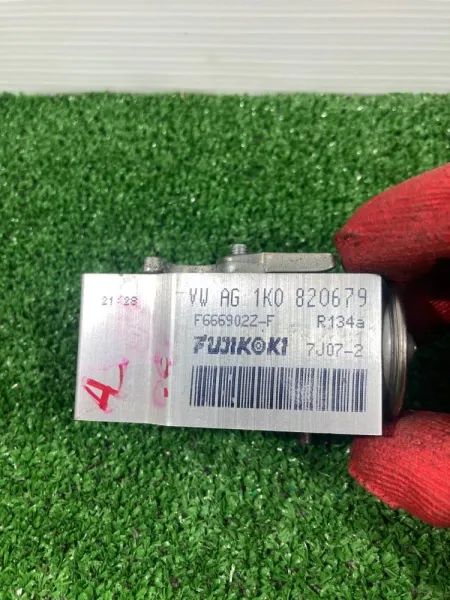 21 28
VW AG 1K0 820679
F666902Z-F R134a
FUJIKOKI 7J07-2